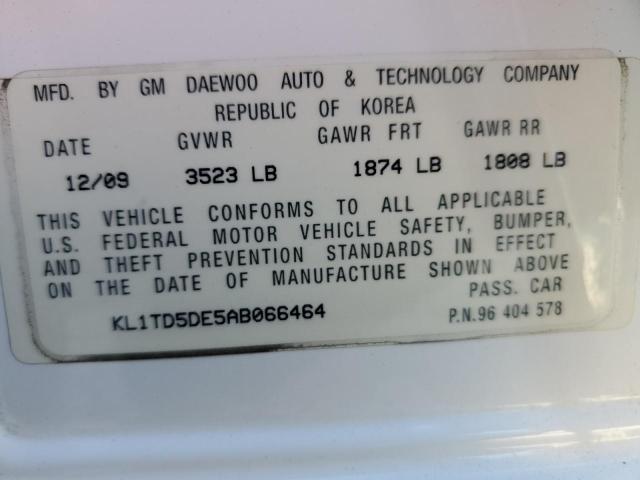 MFD. BY GM DAEWOO AUTO & TECHNOLOGY COMPANY
REPUBLIC OF KOREA
DATE GVWR GAWR FRT GAWR RR
12/09 3523 LB 1874 LB 1808 LB
THIS VEHICLE CONFORMS TO ALL APPLICABLE
U.S. FEDERAL MOTOR VEHICLE SAFETY, BUMPER,
AND THEFT PREVENTION STANDARDS IN EFFECT
ON THE DATE OF MANUFACTURE SHOWN ABOVE
PASS. CAR
KL1TD5DE5AB066464 P.N.96 404 578